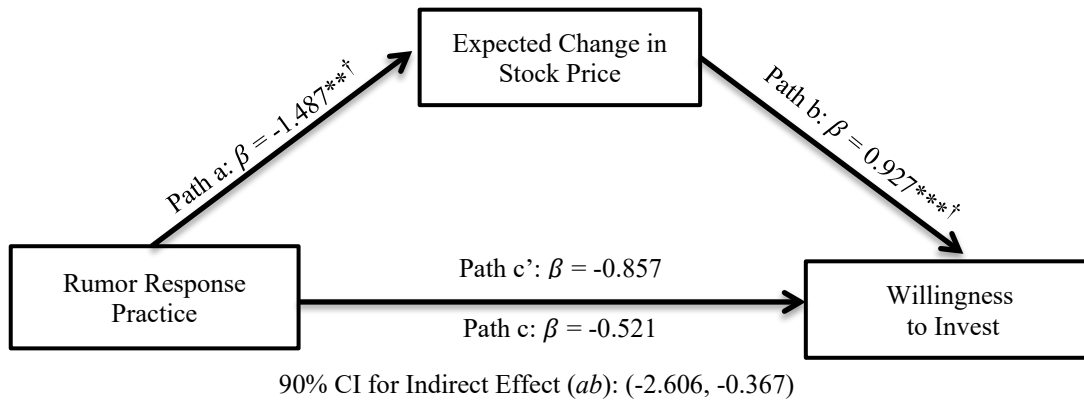 Expected Change in
Stock Price
Path a: β = -1.487**†
Path b: β = 0.927***†
Rumor Response
Practice
Path c’: β = -0.857
Path c: β = -0.521
Willingness
to Invest
90% CI for Indirect Effect (ab): (-2.606, -0.367)